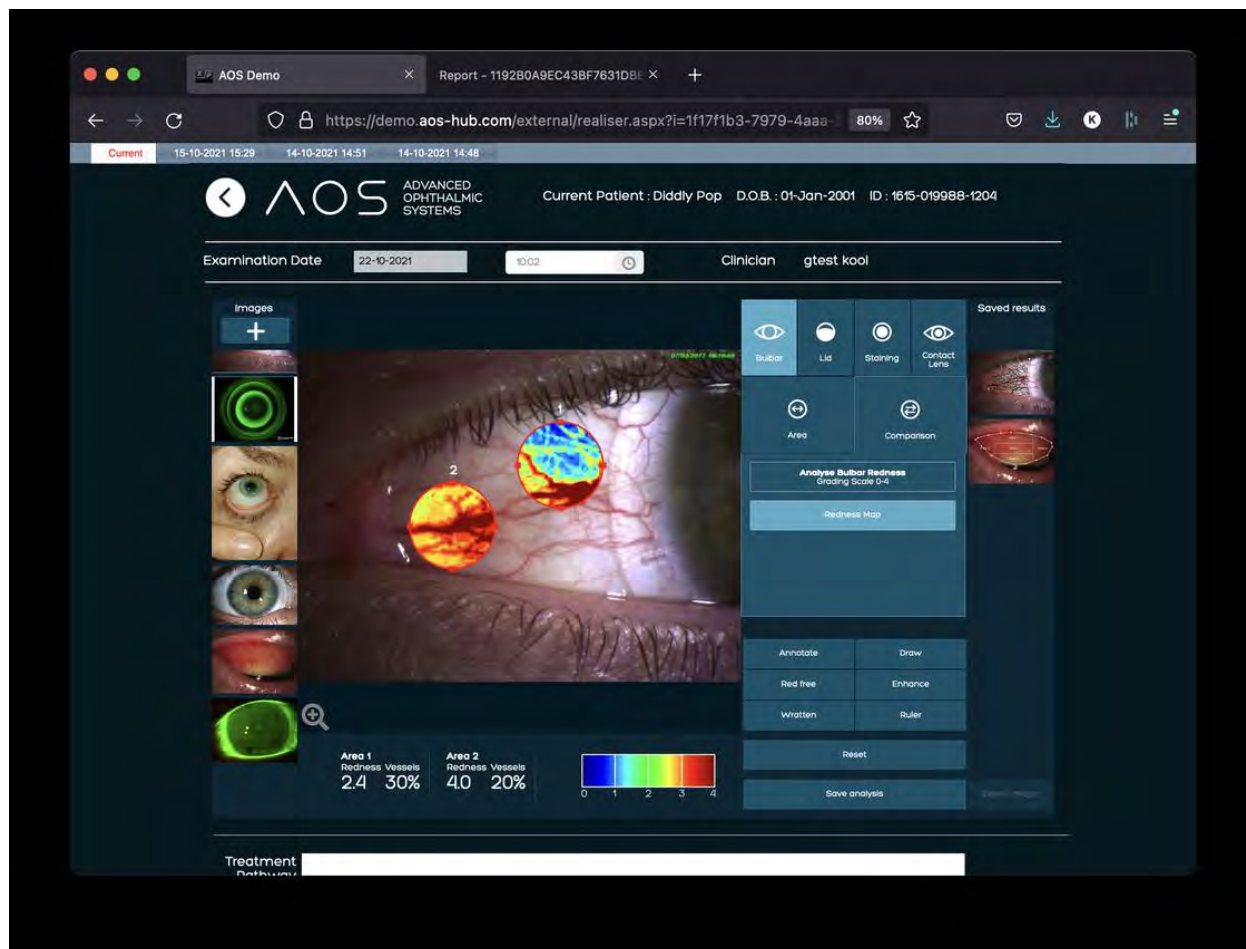 AOS Demo
Report - 1192B0A9EC43BF7631DBE
https://demo.aos-hub.com/external/realiser.aspx?i=1f17f1b3-7979-4aaa-
80%
K
Current
15-10-2021 15:29
14-10-2021 14:51
14-10-2021 14:48
AOS
ADVANCED
OPHTHALMIC
SYSTEMS
Current Patient : Diddly Pop D.O.B. : 01-Jan-2001 ID : 1615-019988-1204
Examination Date
22-10-2021
10:02
Clinician gtest kool
Images
Bulbar
Lid
Staining
Contact
Lens
Saved results
Area
Comparison
1
2
Analyse Bulbar Redness
Grading Scale 0-4
Redness Map
Annotate
Draw
Red free
Enhance
Wratten
Ruler
Reset
Save analysis
Area 1
Redness Vessels
2.4 30%
Area 2
Redness Vessels
4.0 20%
0 1 2 3 4
Treatment
Pathway